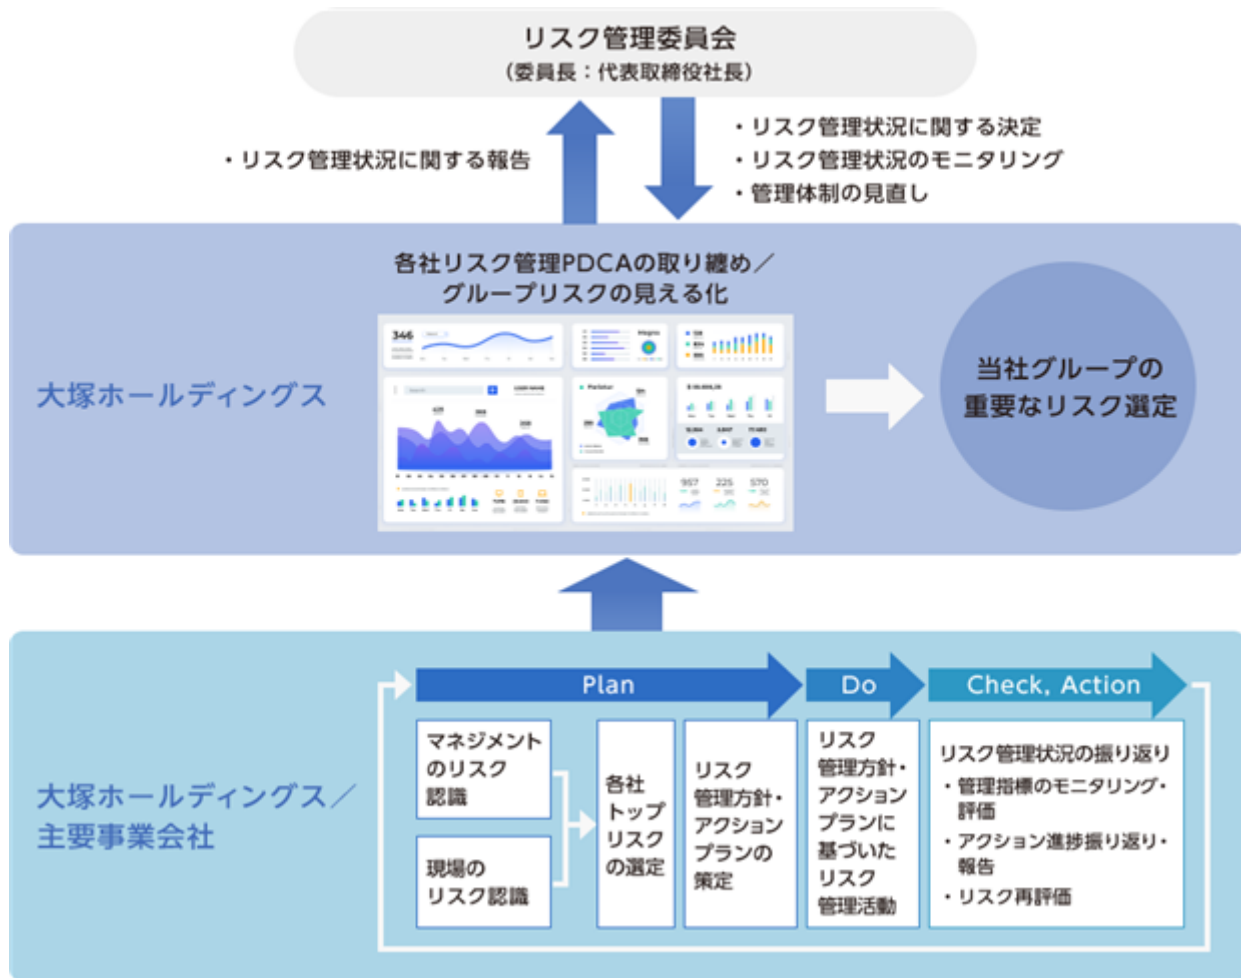 リスク管理委員会
（委員長：代表取締役社長）
・リスク管理状況に関する報告
・リスク管理状況に関する決定
・リスク管理状況のモニタリング
・管理体制の見直し
大塚ホールディングス
各社リスク管理PDCAの取り纏め／
グループリスクの見える化
346
957
225
570
当社グループの
重要なリスク選定
大塚ホールディングス／
主要事業会社
Plan
Do
Check, Action
マネジメント
のリスク
認識
現場の
リスク認識
各社
トップ
リスク
の選定
リスク
管理方針・
アクション
プランの
策定
リスク
管理方針・
アクション
プランに
基づいた
リスク
管理活動
リスク管理状況の振り返り
・管理指標のモニタリング・
評価
・アクション進捗振り返り・
報告
・リスク再評価